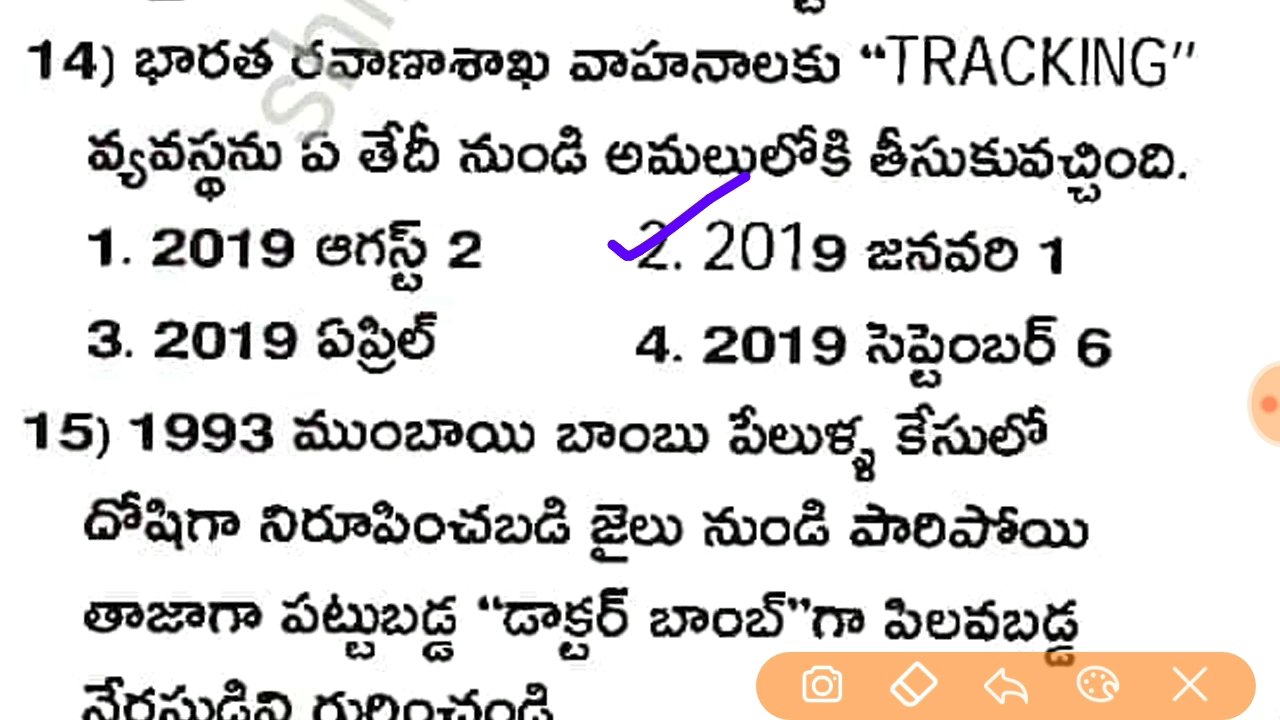 14) భారత రవాణాశాఖ వాహనాలకు “TRACKING”
వ్యవస్థను ఏ తేదీ నుండి అమలులోకి తీసుకువచ్చింది.
1. 2019 ఆగస్ట్ 2 2. 2019 జనవరి 1
3. 2019 ఏప్రిల్ 4. 2019 సెప్టెంబర్ 6
15) 1993 ముంబాయి బాంబు పేలుళ్ళ కేసులో
దోషిగా నిరూపించబడి జైలు నుండి పారిపోయి
తాజాగా పట్టుబడ్డ “డాక్టర్ బాంబ్”గా పిలవబడ్డ
నేరస్తుడిని గుర్తించండి